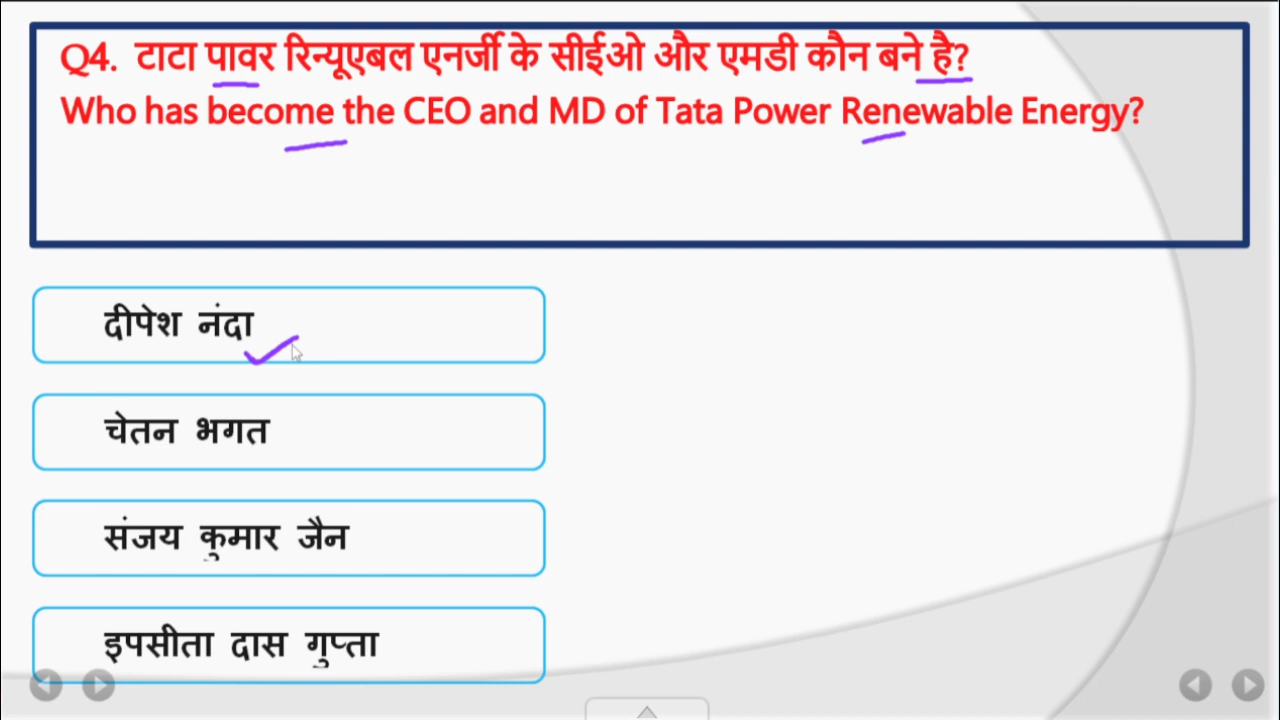 Q4. टाटा पावर रिन्यूएबल एनर्जी के सीईओ और एमडी कौन बने है?
Who has become the CEO and MD of Tata Power Renewable Energy?
दीपेश नंदा
चेतन भगत
संजय कुमार जैन
इपसीता दास गुप्ता